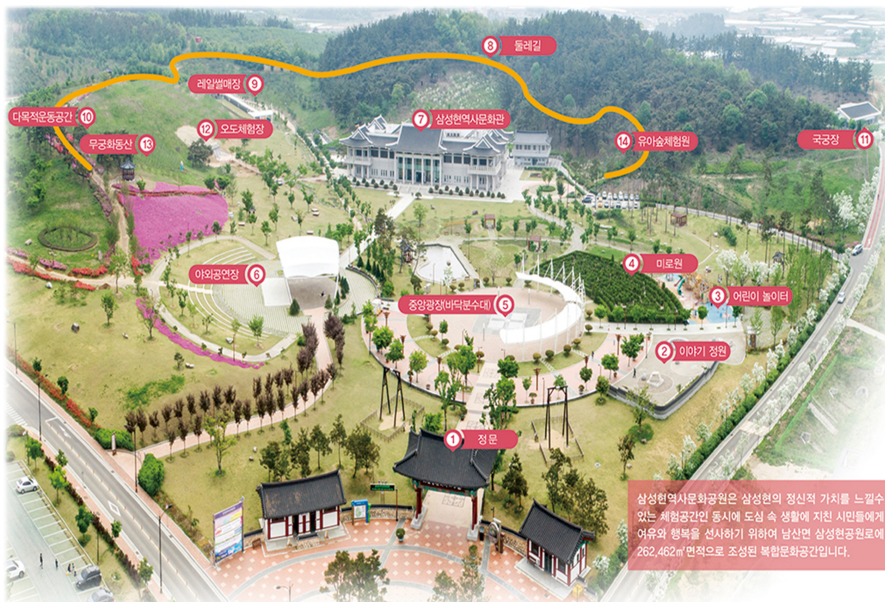 8 둘레길
레일썰매장 9
다목적운동공간 10
12 오도체험장
7 삼성현역사문화관
무궁화동산 13
14 유아숲체험원
국궁장
11
4 미로원
야외공연장 6
중앙광장(바닥분수대) 5
3 어린이 놀이터
2 이야기 정원
1 정문
삼성현역사문화공원은 삼성현의 정신적 가치를 느낄수
있는 체험공간인 동시에 도심 속 생활에 지친 시민들에게
여유와 행복을 선사하기 위하여 남산면 삼성현공원로에
262,462㎡면적으로 조성된 복합문화공간입니다.